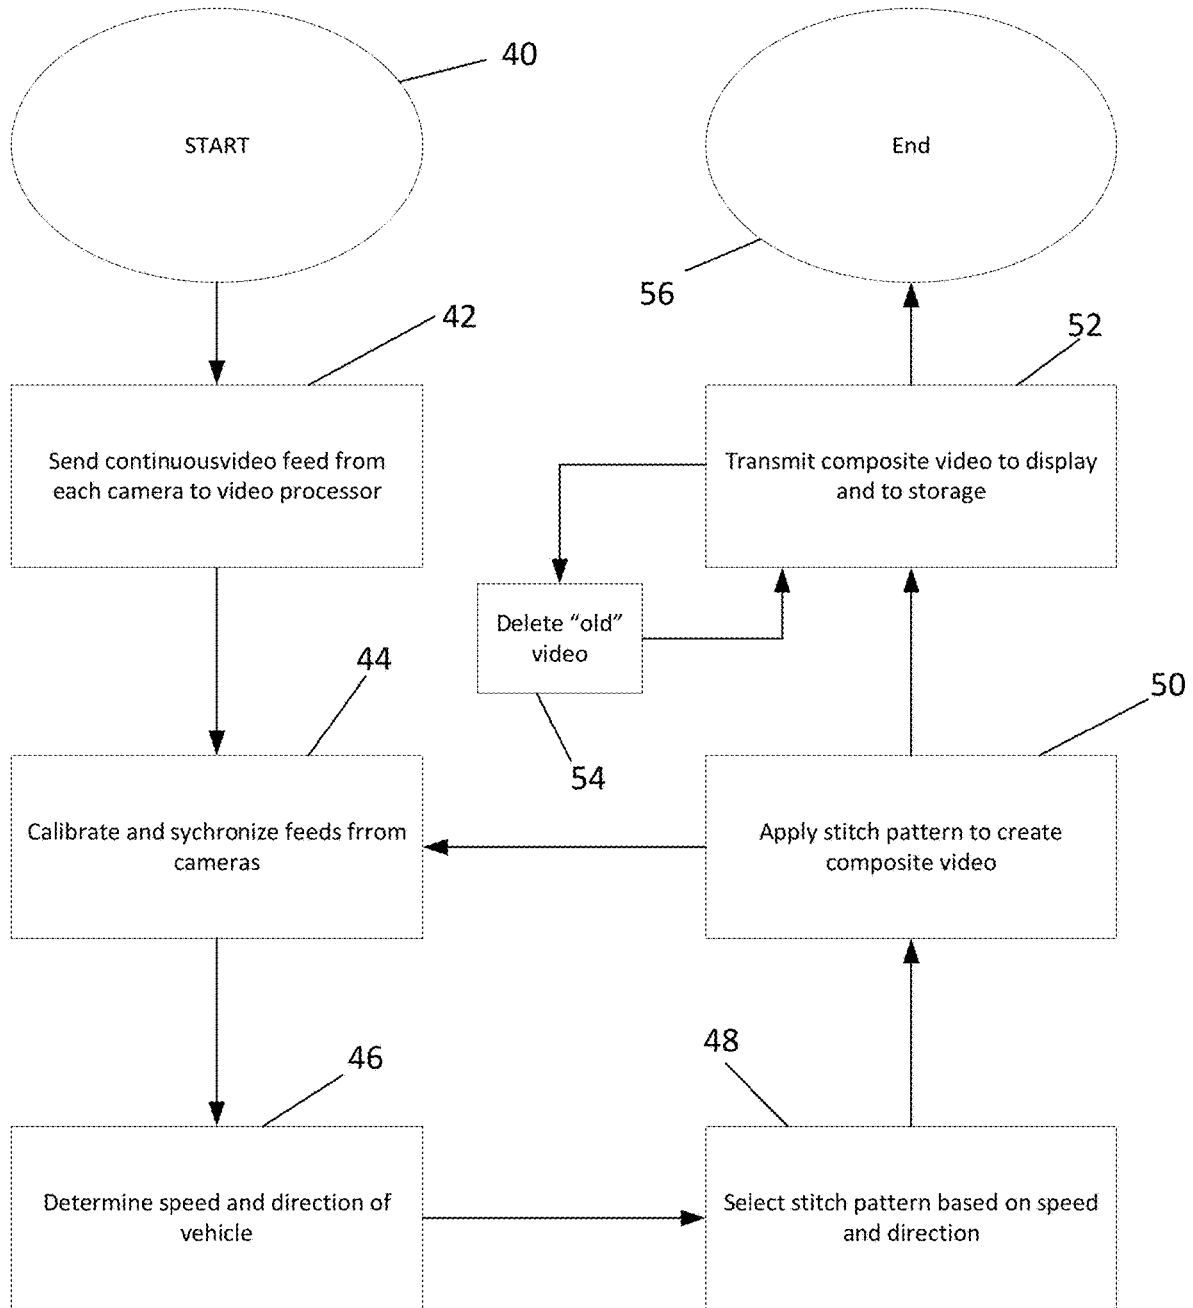 START
40
End
56
42
Send continuousvideo feed from
each camera to video processor
52
Transmit composite video to display
and to storage
Delete “old”
video
54
44
Calibrate and sychronize feeds frrom
cameras
50
Apply stitch pattern to create
composite video
46
Determine speed and direction of
vehicle
48
Select stitch pattern based on speed
and direction